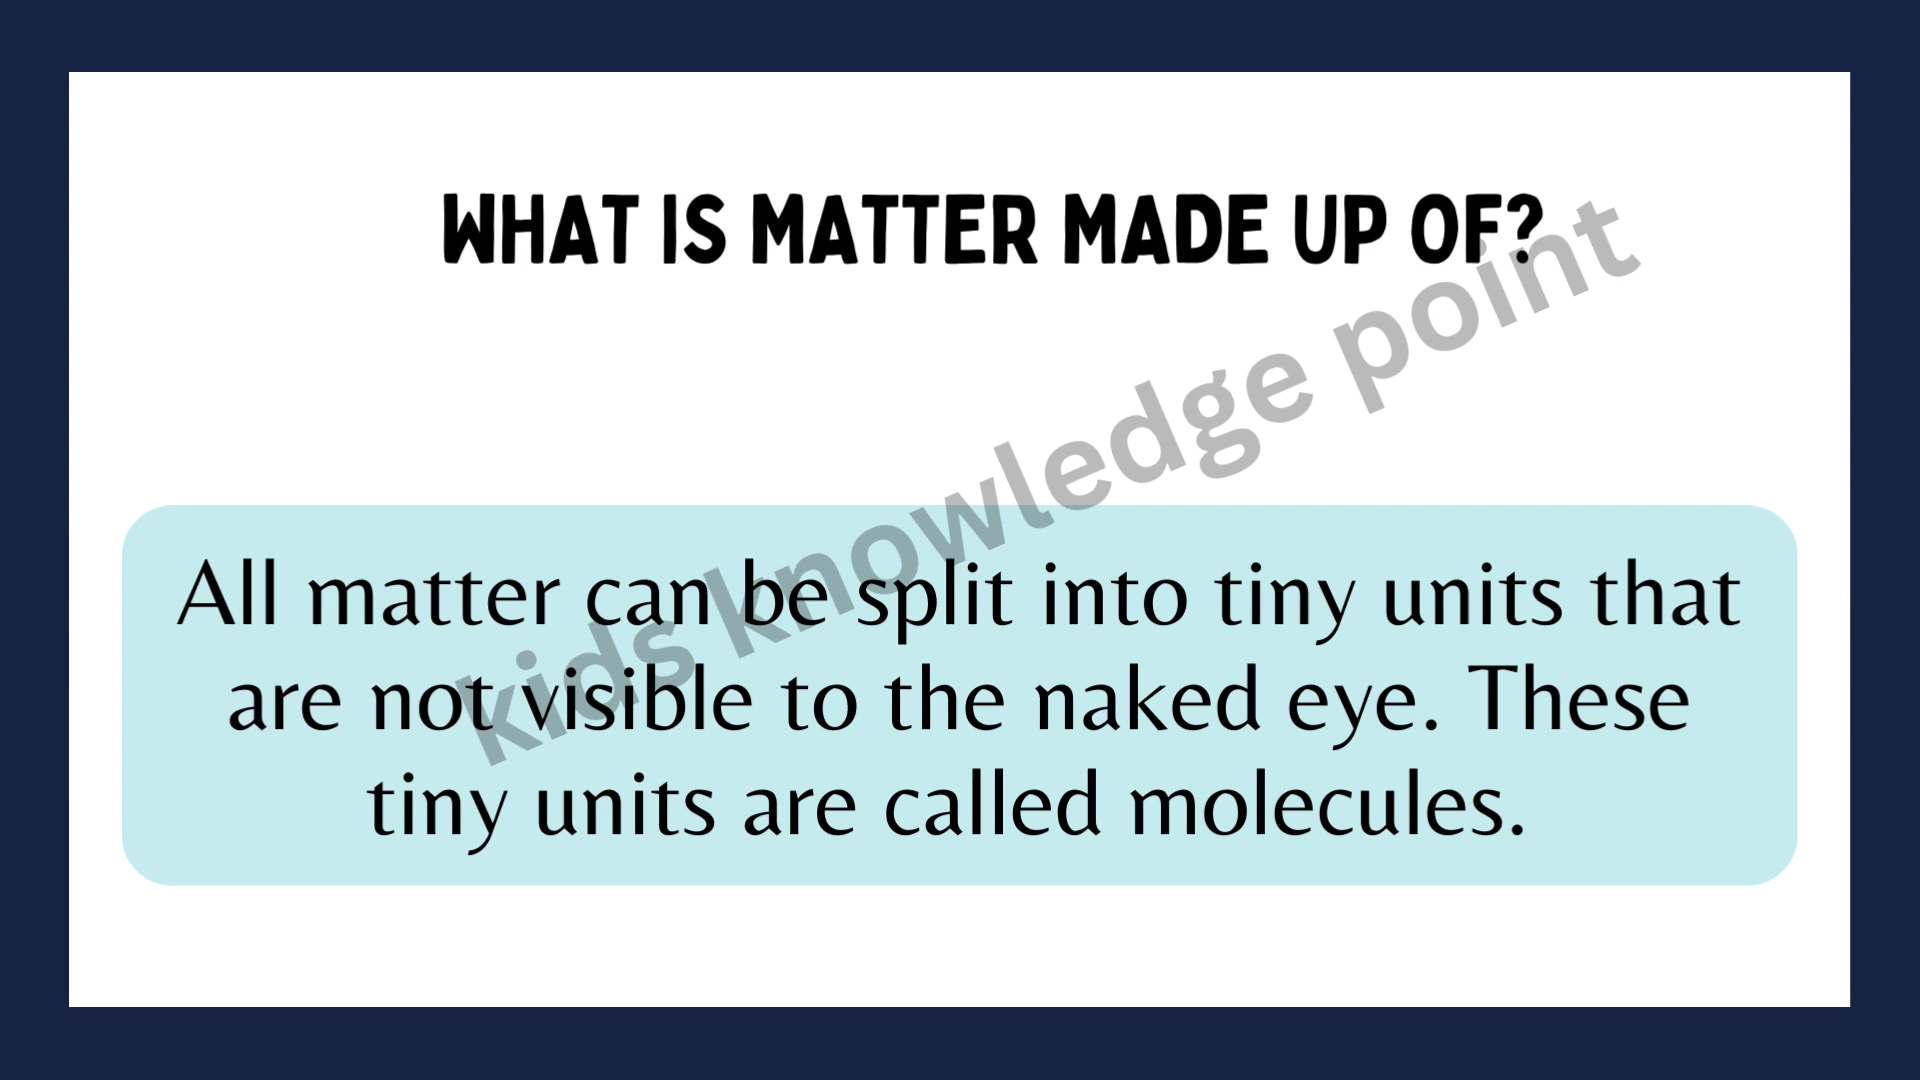 WHAT IS MATTER MADE UP OF?
kids knowledge point
All matter can be split into tiny units that
are not visible to the naked eye. These
tiny units are called molecules.